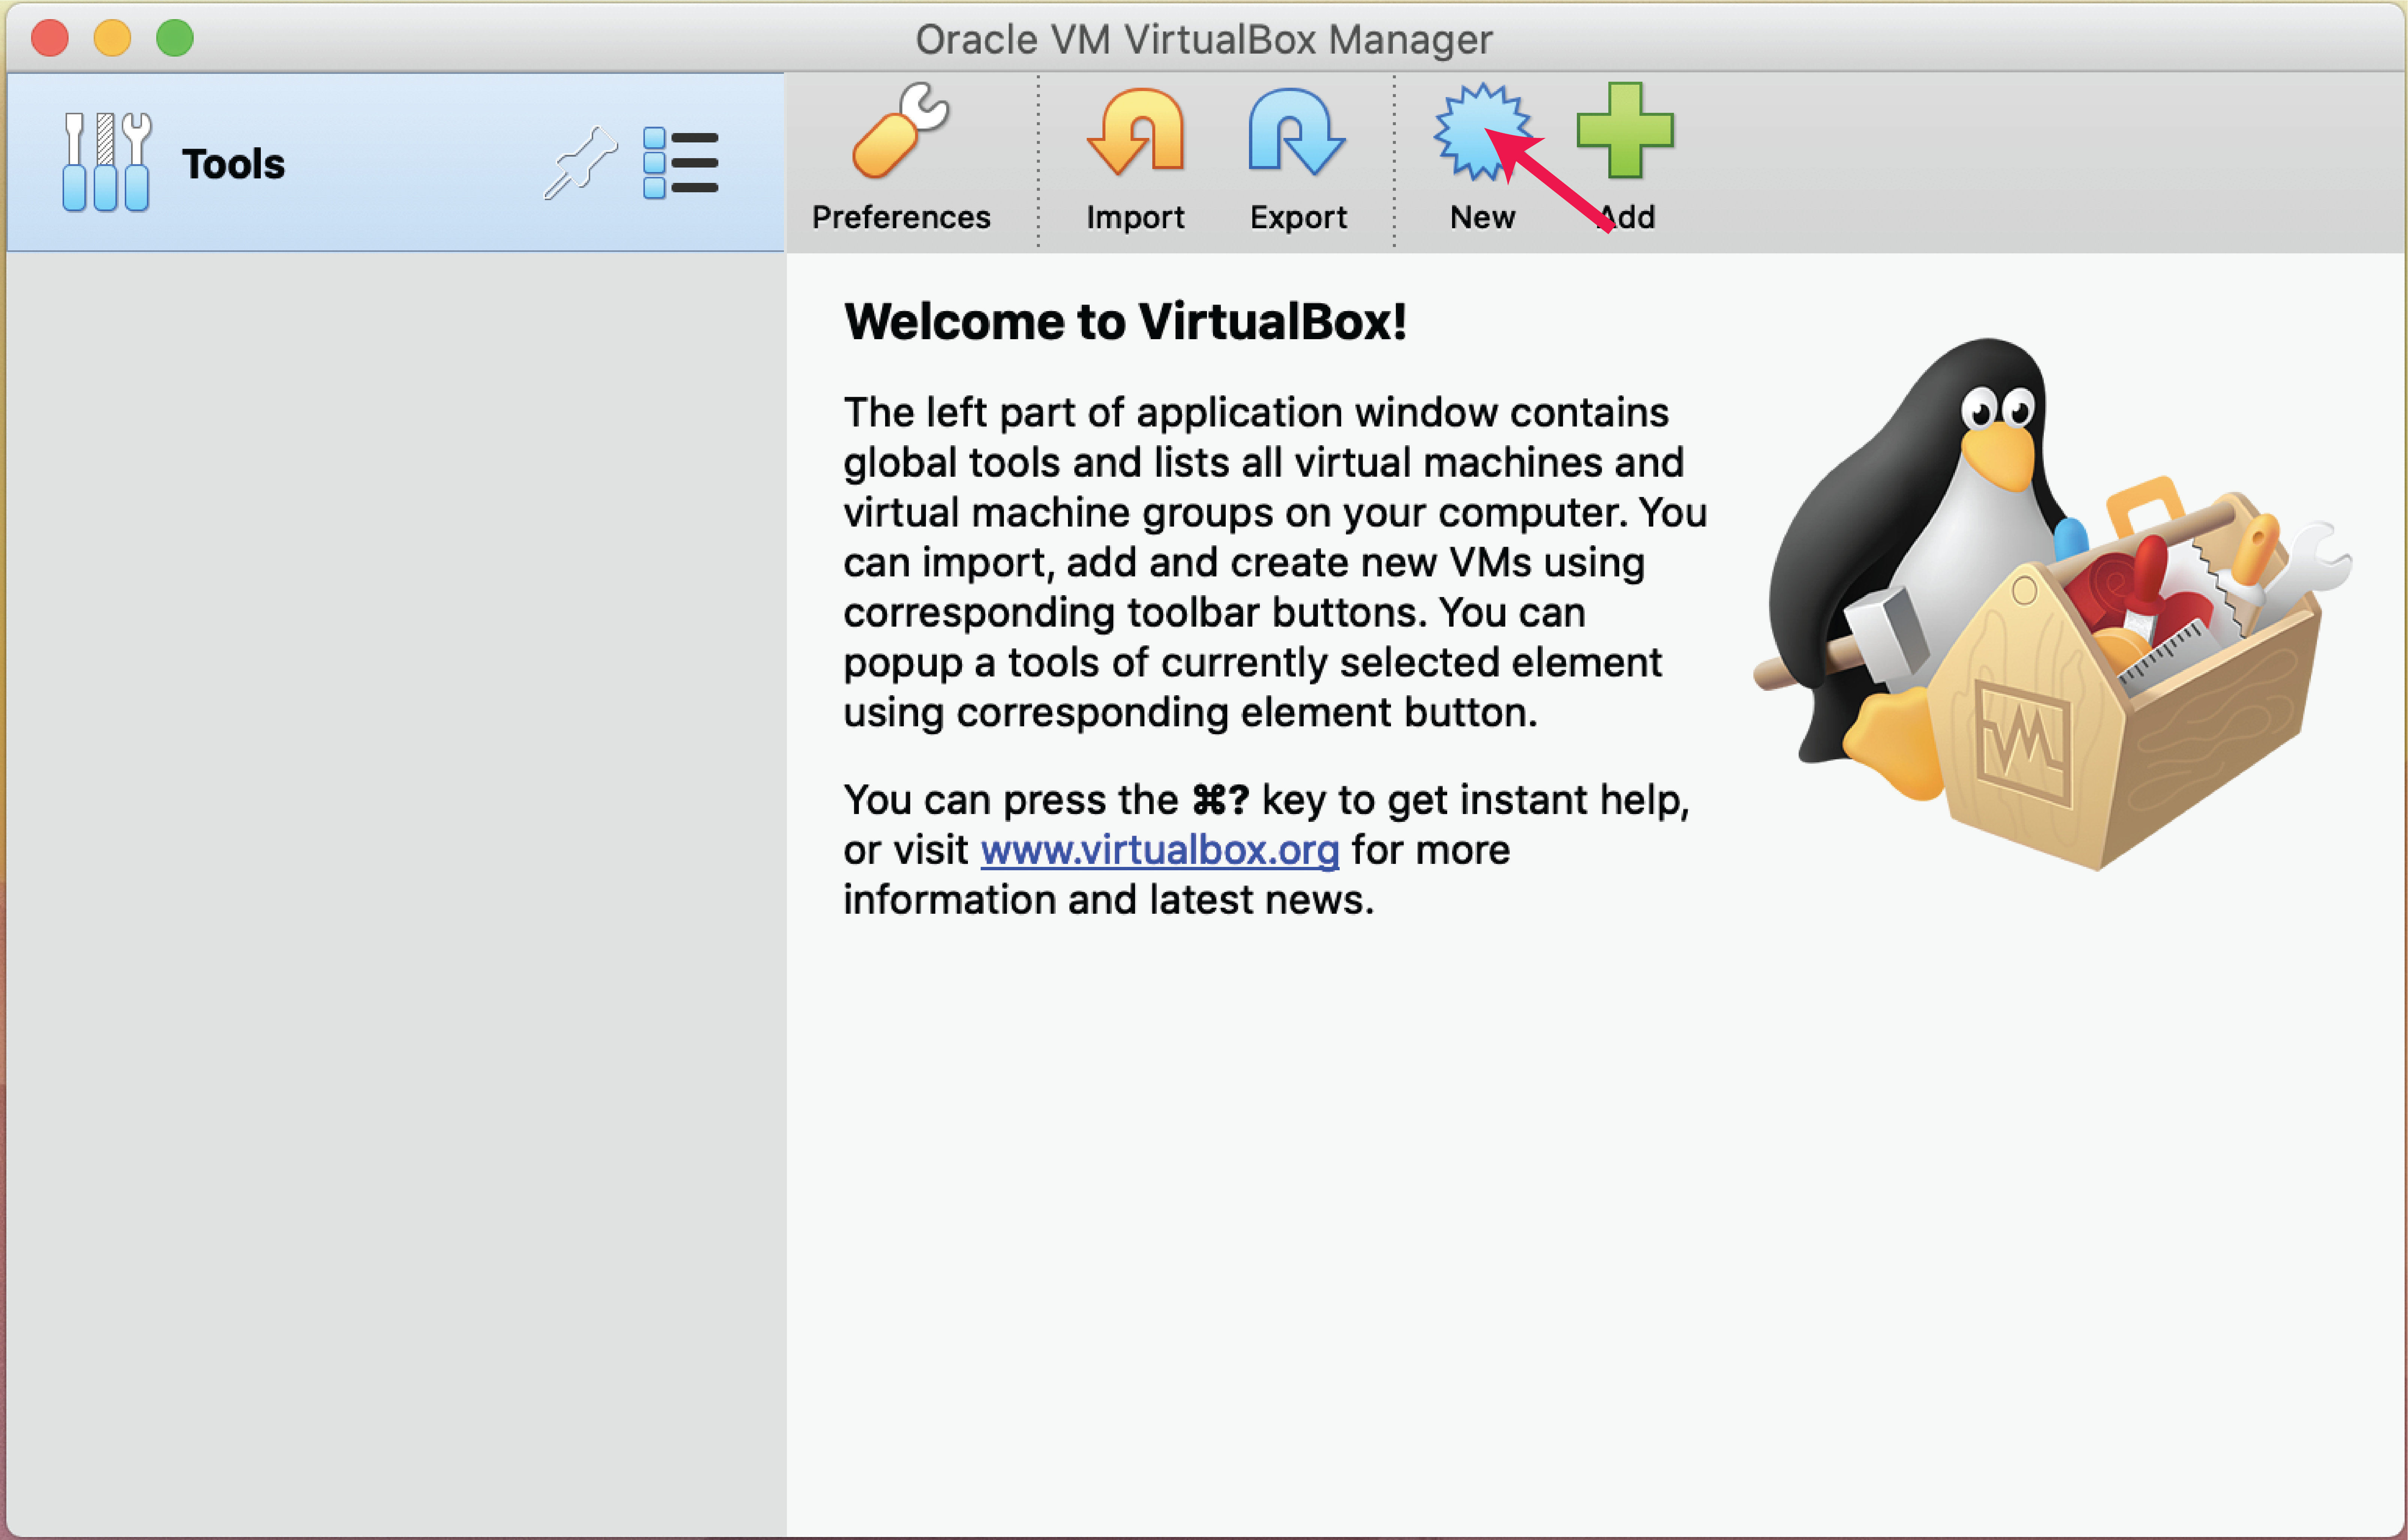 Oracle VM VirtualBox Manager
Tools
Preferences
Import
Export
New
Add
Welcome to VirtualBox!
The left part of application window contains
global tools and lists all virtual machines and
virtual machine groups on your computer. You
can import, add and create new VMs using
corresponding toolbar buttons. You can
popup a tools of currently selected element
using corresponding element button.
You can press the ⌘? key to get instant help,
or visit www.virtualbox.org for more
information and latest news.